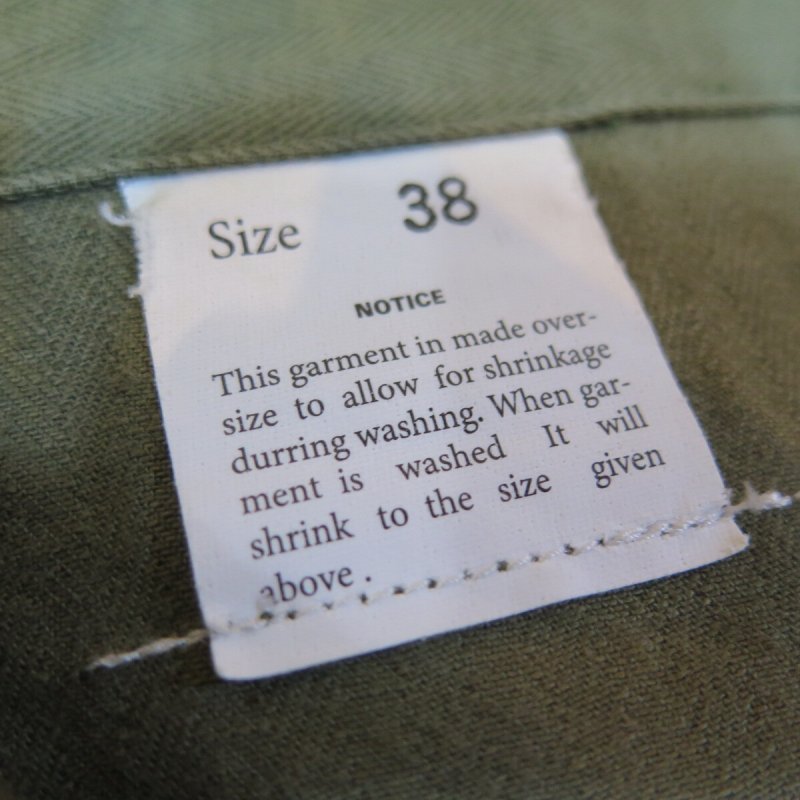 Size 38
NOTICE
This garment in made over-
size to allow for shrinkage
durring washing. When gar-
ment is washed It will
shrink to the size given
above .